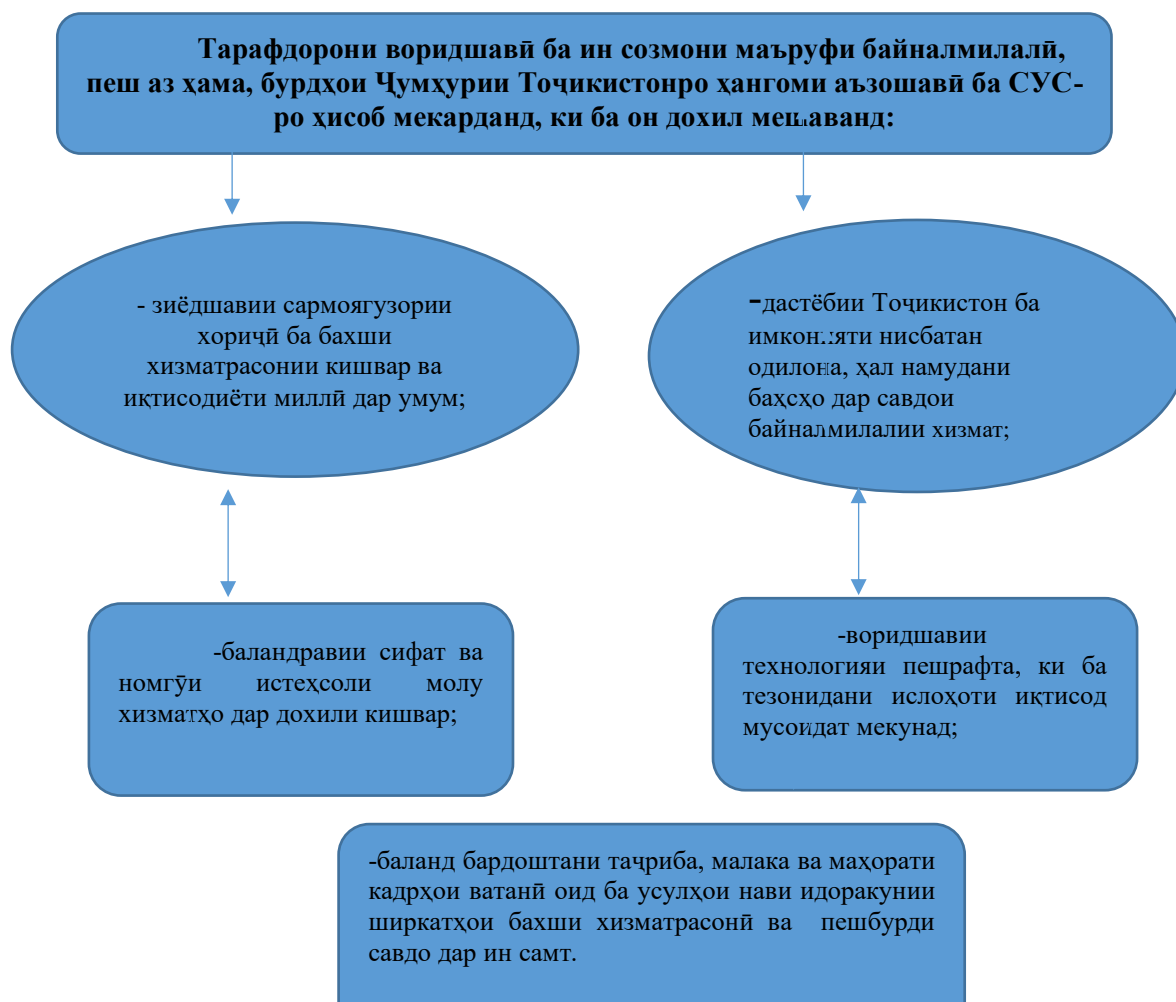 Тарафдорони воридшавӣ ба ин созмони маъруфи байналмилалӣ,
пеш аз ҳама, бурдҳои Ҷумҳурии Тоҷикистонро ҳангоми аъзошавӣ ба СУС-
ро ҳисоб мекарданд, ки ба он дохил мешаванд:
- зиёдшавии сармоягузории
хориҷӣ ба бахши
хизматрасонии кишвар ва
иқтисодиёти миллӣ дар умум;
-дастёбии Тоҷикистон ба
имконияти нисбатан
одилона, ҳал намудани
баҳсҳо дар савдои
байналмилалии хизмат;
-баландравии сифат ва
номгӯи истеҳсоли молу
хизматҳо дар дохили кишвар;
-воридшавии
технологияи пешрафта, ки ба
тезонидани ислоҳоти иқтисод
мусоидат мекунад;
-баланд бардоштани таҷриба, малака ва маҳорати
кадрҳои ватанӣ оид ба усулҳои нави идоракунии
ширкатҳои бахши хизматрасонӣ ва пешбурди
савдо дар ин самт.